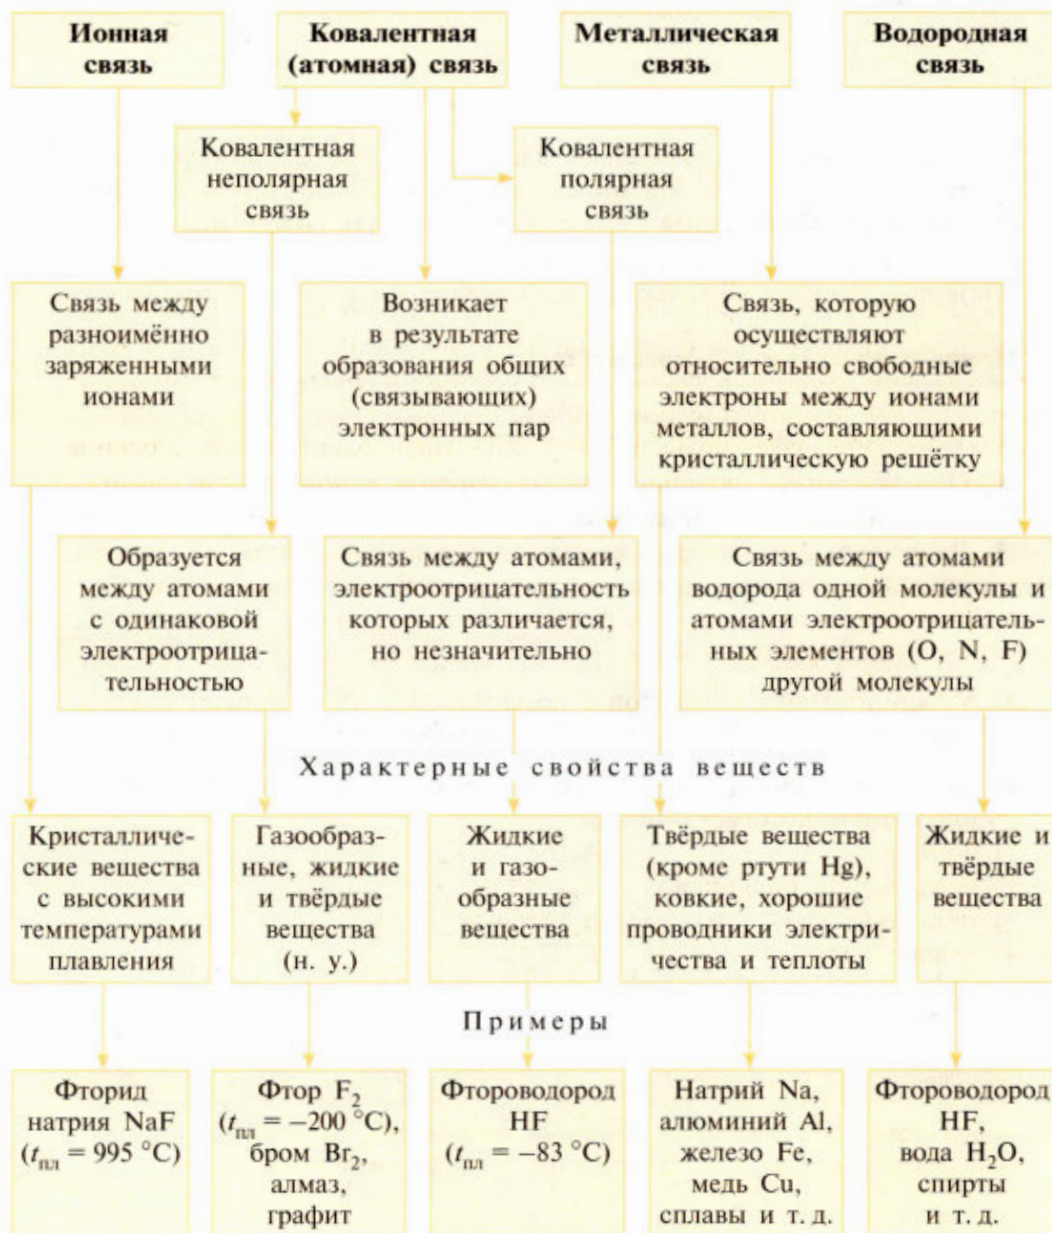 Ионная
связь
Ковалентная
(атомная) связь
Металлическая
связь
Водородная
связь
Ковалентная
неполярная
связь
Ковалентная
полярная
связь
Связь между
разноимённо
заряженными
ионами
Возникает
в результате
образования общих
(связывающих)
электронных пар
Связь, которую
осуществляют
относительно свободные
электроны между ионами
металлов, составляющими
кристаллическую решётку
Образуется
между атомами
с одинаковой
электроотрица-
тельностью
Связь между атомами,
электроотрицательность
которых различается,
но незначительно
Связь между атомами
водорода одной молекулы и
атомами электроотрицатель-
ных элементов (O, N, F)
другой молекулы
Характерные свойства веществ
Кристалличе-
ские вещества
с высокими
температурами
плавления
Газообраз-
ные, жидкие
и твёрдые
вещества
(н. у.)
Жидкие
и газо-
образные
вещества
Твёрдые вещества
(кроме ртути Hg),
ковкие, хорошие
проводники электри-
чества и теплоты
Жидкие и
твёрдые
вещества
Примеры
Фторид
натрия NaF
(tпл = 995 °C)
Фтор F₂
(tпл = −200 °C),
бром Br₂,
алмаз,
графит
Фтороводород
HF
(tпл = −83 °C)
Натрий Na,
алюминий Al,
железо Fe,
медь Cu,
сплавы и т. д.
Фтороводород
HF,
вода H₂O,
спирты
и т. д.